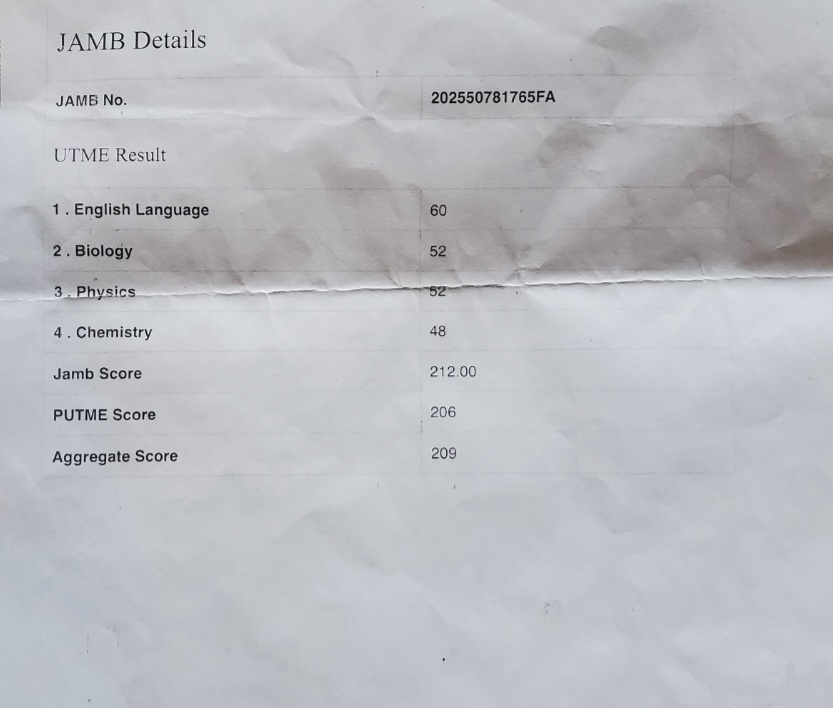 JAMB Details
JAMB No. 202550781765FA
UTME Result
1 . English Language 60
2 . Biology 52
3 . Physics 52
4 . Chemistry 48
Jamb Score 212.00
PUTME Score 206
Aggregate Score 209